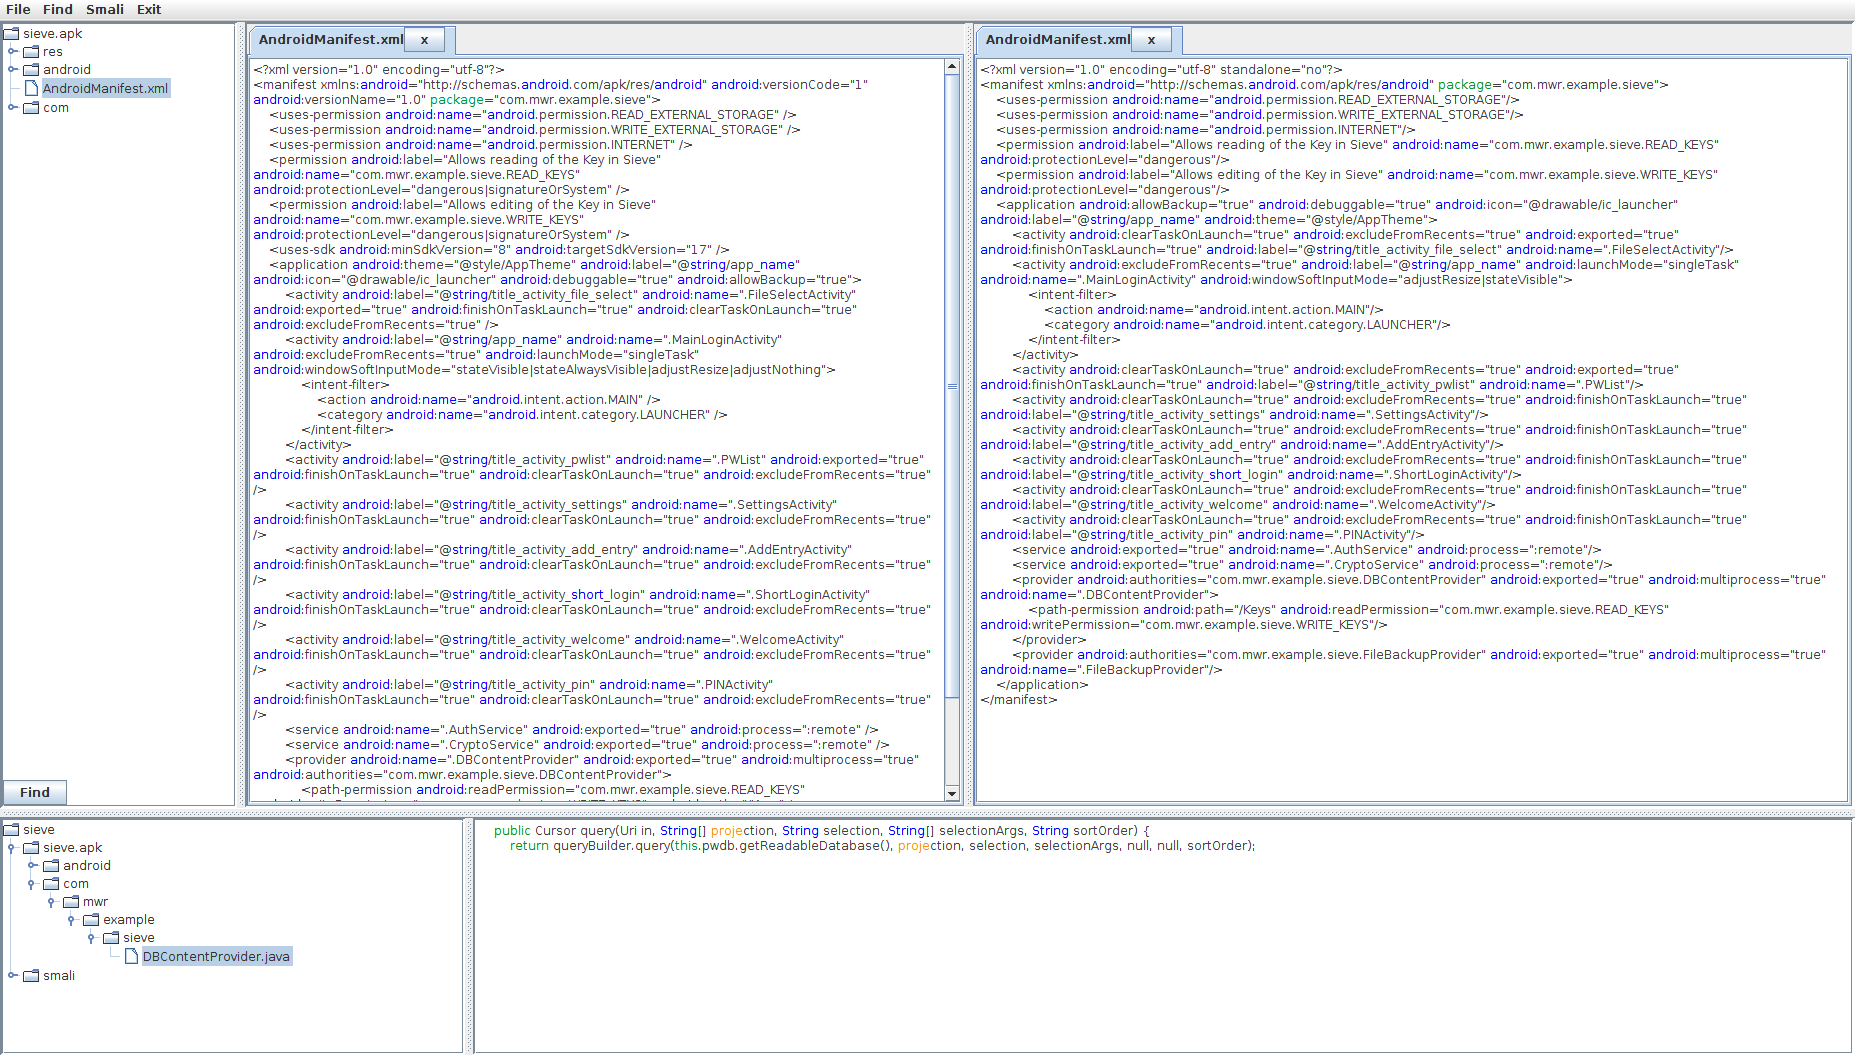 File Find Smali Exit
sieve.apk
res
android
AndroidManifest.xml
com
Find
AndroidManifest.xml x
<?xml version="1.0" encoding="utf-8"?>
<manifest xmlns:android="http://schemas.android.com/apk/res/android" android:versionCode="1"
android:versionName="1.0" package="com.mwr.example.sieve">
<uses-permission android:name="android.permission.READ_EXTERNAL_STORAGE" />
<uses-permission android:name="android.permission.WRITE_EXTERNAL_STORAGE" />
<uses-permission android:name="android.permission.INTERNET" />
<permission android:label="Allows reading of the Key in Sieve"
android:name="com.mwr.example.sieve.READ_KEYS"
android:protectionLevel="dangerous|signatureOrSystem" />
<permission android:label="Allows editing of the Key in Sieve"
android:name="com.mwr.example.sieve.WRITE_KEYS"
android:protectionLevel="dangerous|signatureOrSystem" />
<uses-sdk android:minSdkVersion="8" android:targetSdkVersion="17" />
<application android:theme="@style/AppTheme" android:label="@string/app_name"
android:icon="@drawable/ic_launcher" android:debuggable="true" android:allowBackup="true">
<activity android:label="@string/title_activity_file_select" android:name=".FileSelectActivity"
android:exported="true" android:finishOnTaskLaunch="true" android:clearTaskOnLaunch="true"
android:excludeFromRecents="true" />
<activity android:label="@string/app_name" android:name=".MainLoginActivity"
android:excludeFromRecents="true" android:launchMode="singleTask"
android:windowSoftInputMode="stateVisible|stateAlwaysVisible|adjustResize|adjustNothing">
<intent-filter>
<action android:name="android.intent.action.MAIN" />
<category android:name="android.intent.category.LAUNCHER" />
</intent-filter>
</activity>
<activity android:label="@string/title_activity_pwlist" android:name=".PWList" android:exported="true"
android:finishOnTaskLaunch="true" android:clearTaskOnLaunch="true" android:excludeFromRecents="true"
/>
<activity android:label="@string/title_activity_settings" android:name=".SettingsActivity"
android:finishOnTaskLaunch="true" android:clearTaskOnLaunch="true" android:excludeFromRecents="true"
/>
<activity android:label="@string/title_activity_add_entry" android:name=".AddEntryActivity"
android:finishOnTaskLaunch="true" android:clearTaskOnLaunch="true" android:excludeFromRecents="true"
/>
<activity android:label="@string/title_activity_short_login" android:name=".ShortLoginActivity"
android:finishOnTaskLaunch="true" android:clearTaskOnLaunch="true" android:excludeFromRecents="true"
/>
<activity android:label="@string/title_activity_welcome" android:name=".WelcomeActivity"
android:finishOnTaskLaunch="true" android:clearTaskOnLaunch="true" android:excludeFromRecents="true"
/>
<activity android:label="@string/title_activity_pin" android:name=".PINActivity"
android:finishOnTaskLaunch="true" android:clearTaskOnLaunch="true" android:excludeFromRecents="true"
/>
<service android:name=".AuthService" android:exported="true" android:process=":remote" />
<service android:name=".CryptoService" android:exported="true" android:process=":remote" />
<provider android:name=".DBContentProvider" android:exported="true" android:multiprocess="true"
android:authorities="com.mwr.example.sieve.DBContentProvider">
<path-permission android:readPermission="com.mwr.example.sieve.READ_KEYS"
AndroidManifest.xml x
<?xml version="1.0" encoding="utf-8" standalone="no"?>
<manifest xmlns:android="http://schemas.android.com/apk/res/android" package="com.mwr.example.sieve">
<uses-permission android:name="android.permission.READ_EXTERNAL_STORAGE"/>
<uses-permission android:name="android.permission.WRITE_EXTERNAL_STORAGE"/>
<uses-permission android:name="android.permission.INTERNET"/>
<permission android:label="Allows reading of the Key in Sieve" android:name="com.mwr.example.sieve.READ_KEYS"
android:protectionLevel="dangerous"/>
<permission android:label="Allows editing of the Key in Sieve" android:name="com.mwr.example.sieve.WRITE_KEYS"
android:protectionLevel="dangerous"/>
<application android:allowBackup="true" android:debuggable="true" android:icon="@drawable/ic_launcher"
android:label="@string/app_name" android:theme="@style/AppTheme">
<activity android:clearTaskOnLaunch="true" android:excludeFromRecents="true" android:exported="true"
android:finishOnTaskLaunch="true" android:label="@string/title_activity_file_select" android:name=".FileSelectActivity"/>
<activity android:excludeFromRecents="true" android:label="@string/app_name" android:launchMode="singleTask"
android:name=".MainLoginActivity" android:windowSoftInputMode="adjustResize|stateVisible">
<intent-filter>
<action android:name="android.intent.action.MAIN"/>
<category android:name="android.intent.category.LAUNCHER"/>
</intent-filter>
</activity>
<activity android:clearTaskOnLaunch="true" android:excludeFromRecents="true" android:exported="true"
android:finishOnTaskLaunch="true" android:label="@string/title_activity_pwlist" android:name=".PWList"/>
<activity android:clearTaskOnLaunch="true" android:excludeFromRecents="true" android:finishOnTaskLaunch="true"
android:label="@string/title_activity_settings" android:name=".SettingsActivity"/>
<activity android:clearTaskOnLaunch="true" android:excludeFromRecents="true" android:finishOnTaskLaunch="true"
android:label="@string/title_activity_add_entry" android:name=".AddEntryActivity"/>
<activity android:clearTaskOnLaunch="true" android:excludeFromRecents="true" android:finishOnTaskLaunch="true"
android:label="@string/title_activity_short_login" android:name=".ShortLoginActivity"/>
<activity android:clearTaskOnLaunch="true" android:excludeFromRecents="true" android:finishOnTaskLaunch="true"
android:label="@string/title_activity_welcome" android:name=".WelcomeActivity"/>
<activity android:clearTaskOnLaunch="true" android:excludeFromRecents="true" android:finishOnTaskLaunch="true"
android:label="@string/title_activity_pin" android:name=".PINActivity"/>
<service android:exported="true" android:name=".AuthService" android:process=":remote"/>
<service android:exported="true" android:name=".CryptoService" android:process=":remote"/>
<provider android:authorities="com.mwr.example.sieve.DBContentProvider" android:exported="true" android:multiprocess="true"
android:name=".DBContentProvider">
<path-permission android:path="/Keys" android:readPermission="com.mwr.example.sieve.READ_KEYS"
android:writePermission="com.mwr.example.sieve.WRITE_KEYS"/>
</provider>
<provider android:authorities="com.mwr.example.sieve.FileBackupProvider" android:exported="true" android:multiprocess="true"
android:name=".FileBackupProvider"/>
</application>
</manifest>
sieve
sieve.apk
android
com
mwr
example
sieve
DBContentProvider.java
smali
public Cursor query(Uri in, String[] projection, String selection, String[] selectionArgs, String sortOrder) {
return queryBuilder.query(this.pwdb.getReadableDatabase(), projection, selection, selectionArgs, null, null, sortOrder);